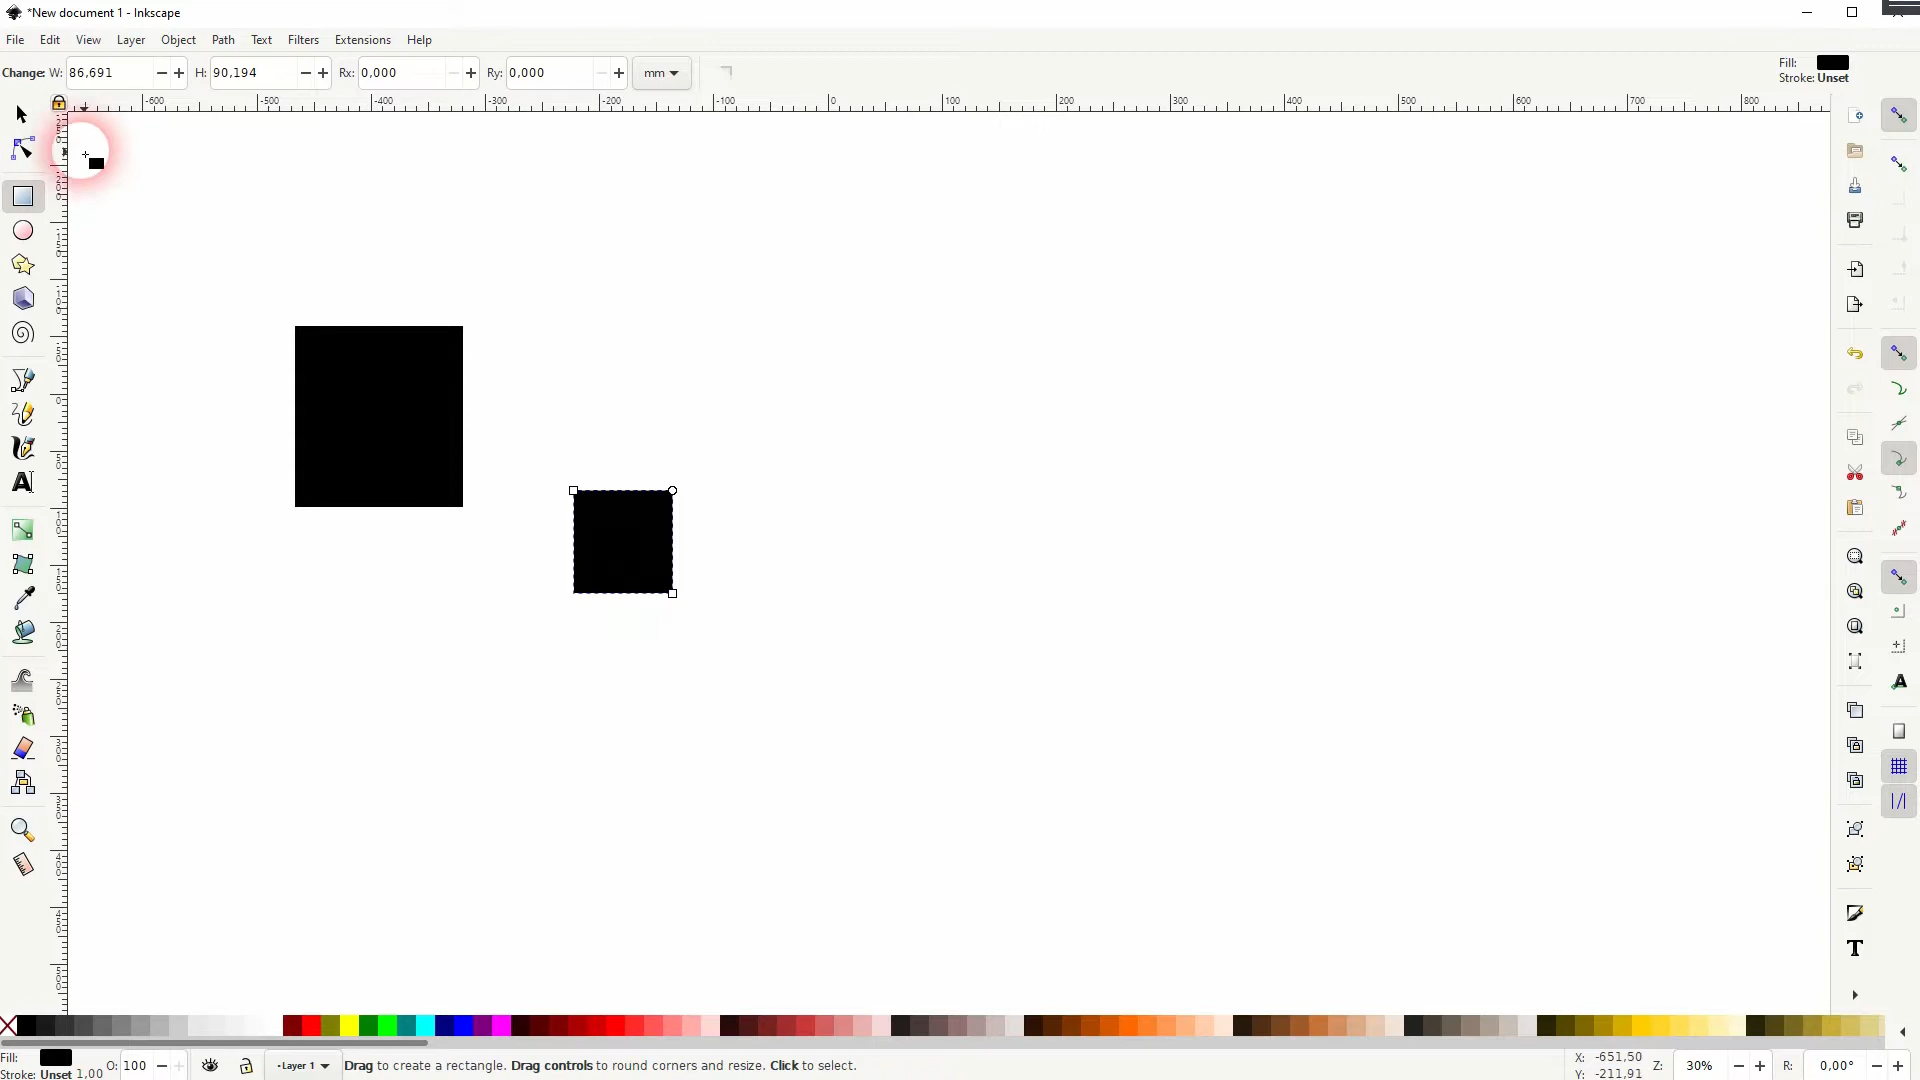 *New document 1 - Inkscape
File Edit View Layer Object Path Text Filters Extensions Help
Change: W: 86,691 H: 90,194 Rx: 0,000 Ry: 0,000 mm
Fill:
Stroke: Unset
-600 -500 -400 -300 -200 -100 0 100 200 300 400 500 600 700 800
Fill:
Stroke: Unset 1,00
O: 100
-Layer 1
Drag to create a rectangle. Drag controls to round corners and resize. Click to select.
X: -651,50
Y: -211,91
Z: 30%
R: 0,00°